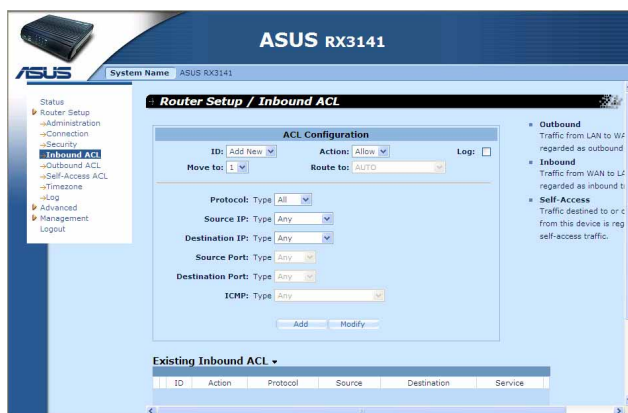 ASUS RX3141
ASUS
System Name ASUS RX3141
Status
Router Setup
Administration
Connection
Security
Inbound ACL
Outbound ACL
Self-Access ACL
Timezone
Log
Advanced
Management
Logout
Router Setup / Inbound ACL
ACL Configuration
ID: Add New Action: Allow Log:
Move to: 1 Route to: AUTO
Protocol: Type All
Source IP: Type Any
Destination IP: Type Any
Source Port: Type Any
Destination Port: Type Any
ICMP: Type Any
Add Modify
Existing Inbound ACL
ID Action Protocol Source Destination Service
Outbound
Traffic from LAN to WA
regarded as outbound
Inbound
Traffic from WAN to LA
regarded as inbound t
Self-Access
Traffic destined to or o
from this device is reg
self-access traffic.